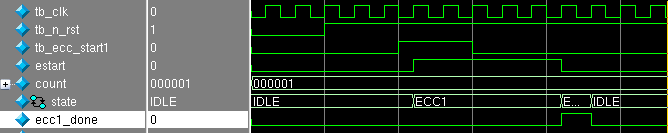 tb_clk 0
tb_n_rst 1
tb_ecc_start1 0
estart 0
count 000001 000001
state IDLE IDLE ECC1 E... IDLE
ecc1_done 0